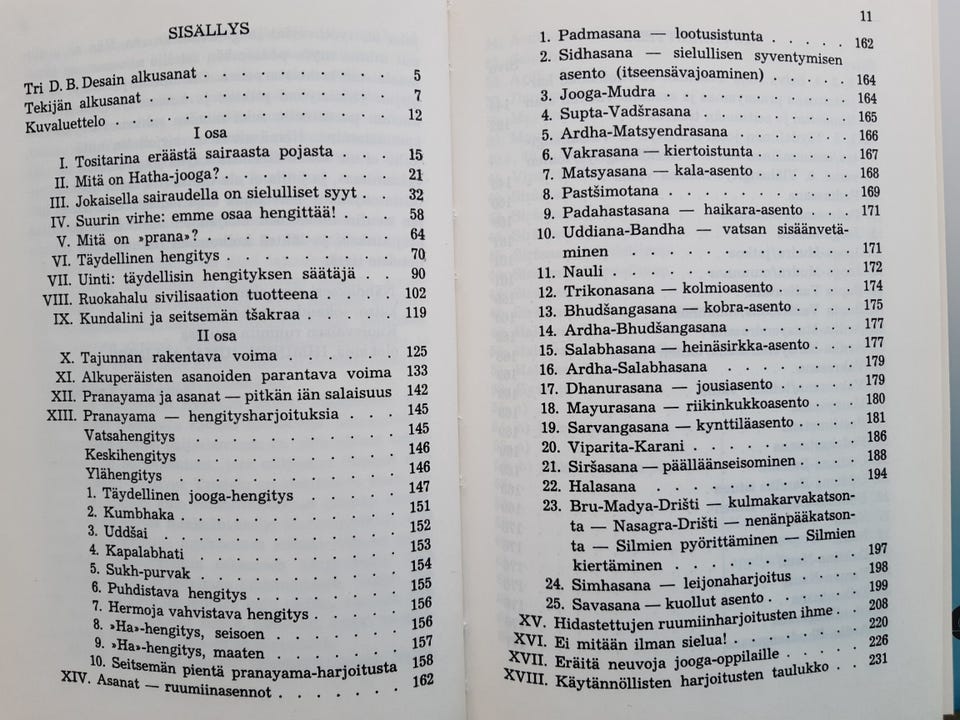 SISÄLLYS
Tri D. B. Desain alkusanat . . . . . . . . . . 5
Tekijän alkusanat . . . . . . . . . . . . . 7
Kuvaluettelo . . . . . . . . . . . . . . . 12
I osa
I. Tositarina eräästä sairaasta pojasta . . . 15
II. Mitä on Hatha-jooga? . . . . . . . . . 21
III. Jokaisella sairaudella on sielulliset syyt . . 32
IV. Suurin virhe: emme osaa hengittää! . . . 58
V. Mitä on »prana»? . . . . . . . . . . 64
VI. Täydellinen hengitys . . . . . . . . . 70
VII. Uinti: täydellisin hengityksen säätäjä . . 90
VIII. Ruokahalu sivilisaation tuotteena . . . . 102
IX. Kundalini ja seitsemän tšakraa . . . . . 119
II osa
X. Tajunnan rakentava voima . . . . . . . 125
XI. Alkuperäisten asanoiden parantava voima 133
XII. Pranayama ja asanat — pitkän iän salaisuus 142
XIII. Pranayama — hengitysharjoituksia . . . 145
Vatsahengitys . . . . . . . . . . . 145
Keskihengitys . . . . . . . . . . . 146
Ylähengitys . . . . . . . . . . . . 146
1. Täydellinen jooga-hengitys . . . . . 147
2. Kumbhaka . . . . . . . . . . . . 151
3. Uddšai . . . . . . . . . . . . . 152
4. Kapalabhati . . . . . . . . . . . 153
5. Sukh-purvak . . . . . . . . . . . 154
6. Puhdistava hengitys . . . . . . . . 155
7. Hermoja vahvistava hengitys . . . . . 156
8. »Ha»-hengitys, seisoen . . . . . . . 156
9. »Ha»-hengitys, maaten . . . . . . . 157
10. Seitsemän pientä pranayama-harjoitusta 158
XIV. Asanat — ruumiinasennot . . . . . . . 162
11
1. Padmasana — lootusistunta . . . . . 162
2. Sidhasana — sielullisen syventymisen
asento (itseensävajoaminen) . . . . . 164
3. Jooga-Mudra . . . . . . . . . . . 164
4. Supta-Vadšrasana . . . . . . . . . 165
5. Ardha-Matsyendrasana . . . . . . . 166
6. Vakrasana — kiertoistunta . . . . . . 167
7. Matsyasana — kala-asento . . . . . . 168
8. Pastšimotana . . . . . . . . . . . 169
9. Padahastasana — haikara-asento . . . 171
10. Uddiana-Bandha — vatsan sisäänvetä-
minen . . . . . . . . . . . . . 171
11. Nauli . . . . . . . . . . . . . 172
12. Trikonasana — kolmioasento . . . . . 174
13. Bhudšangasana — kobra-asento . . . . 175
14. Ardha-Bhudšangasana . . . . . . . 177
15. Salabhasana — heinäsirkka-asento . . . 177
16. Ardha-Salabhasana . . . . . . . . 179
17. Dhanurasana — jousiasento . . . . . 179
18. Mayurasana — riikinkukkoasento . . . 180
19. Sarvangasana — kynttiläasento . . . . 181
20. Viparita-Karani . . . . . . . . . 186
21. Siršasana — päälläänseisominen . . . . 188
22. Halasana . . . . . . . . . . . . 194
23. Bru-Madya-Drišti — kulmakarvakatson-
ta — Nasagra-Drišti — nenänpääkatson-
ta — Silmien pyörittäminen — Silmien
kiertäminen . . . . . . . . . . . 197
24. Simhasana — leijonaharjoitus . . . . 198
25. Savasana — kuollut asento . . . . . 199
XV. Hidastettujen ruumiinharjoitusten ihme . . 208
XVI. Ei mitään ilman sielua! . . . . . . . 220
XVII. Eräitä neuvoja jooga-oppilaille . . . . 226
XVIII. Käytännöllisten harjoitusten taulukko . . 231